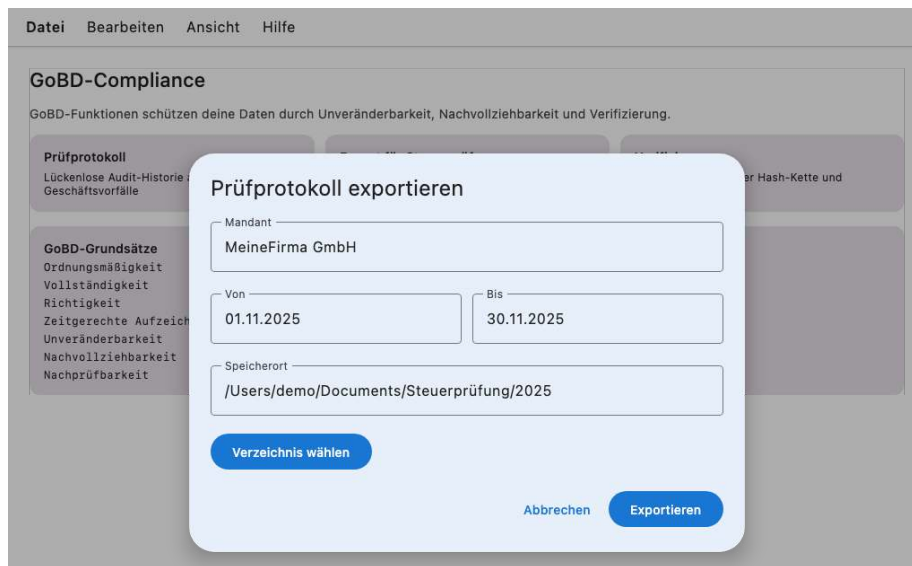 Datei Bearbeiten Ansicht Hilfe
GoBD-Compliance
GoBD-Funktionen schützen deine Daten durch Unveränderbarkeit, Nachvollziehbarkeit und Verifizierung.
Prüfprotokoll
Lückenlose Audit-Historie
Geschäftsvorfälle
er Hash-Kette und
GoBD-Grundsätze
Ordnungsmäßigkeit
Vollständigkeit
Richtigkeit
Zeitgerechte Aufzeich
Unveränderbarkeit
Nachvollziehbarkeit
Nachprüfbarkeit
Prüfprotokoll exportieren
Mandant
MeineFirma GmbH
Von Bis
01.11.2025 30.11.2025
Speicherort
/Users/demo/Documents/Steuerprüfung/2025
Verzeichnis wählen
Abbrechen Exportieren